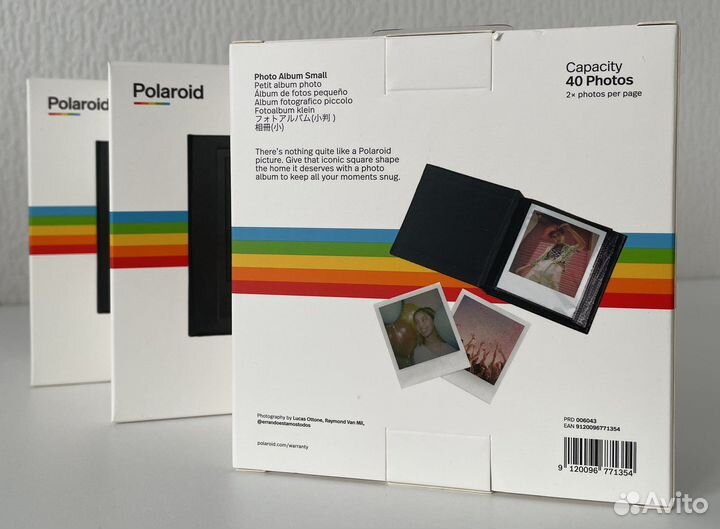 Polaroid
Polaroid
Photo Album Small
Petit album photo
Álbum de fotos pequeño
Album fotografico piccolo
Fotoalbum klein
フォトアルバム(小判 )
相冊(小)
There's nothing quite like a Polaroid
picture. Give that iconic square shape
the home it deserves with a photo
album to keep all your moments snug.
Capacity
40 Photos
2× photos per page
Photography by Lucas Ottone, Raymond Van Mil,
@errandoestamostodos
polaroid.com/warranty
PRD 006043
EAN 9120096771354
9 120096 771354
Avito